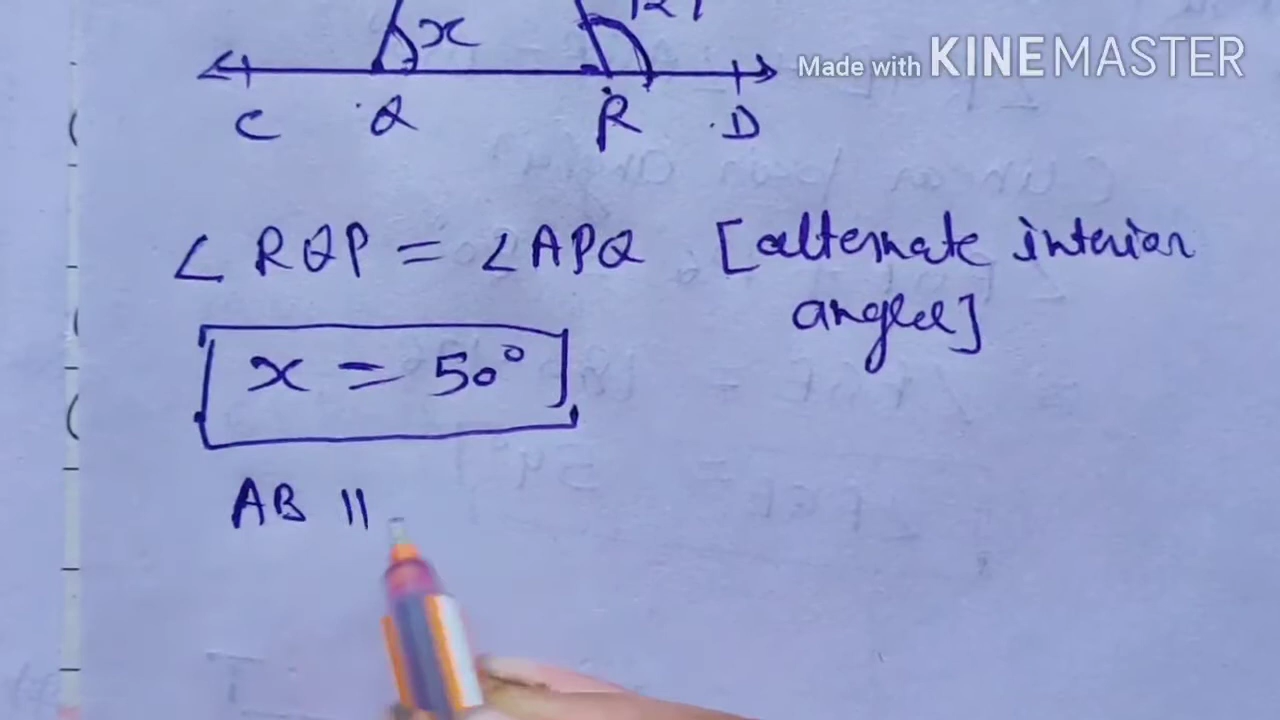 x
Made with KINEMASTER
C Q R D
∠ RQP = ∠APQ [alternate interior
angles]
x = 50°
AB ||